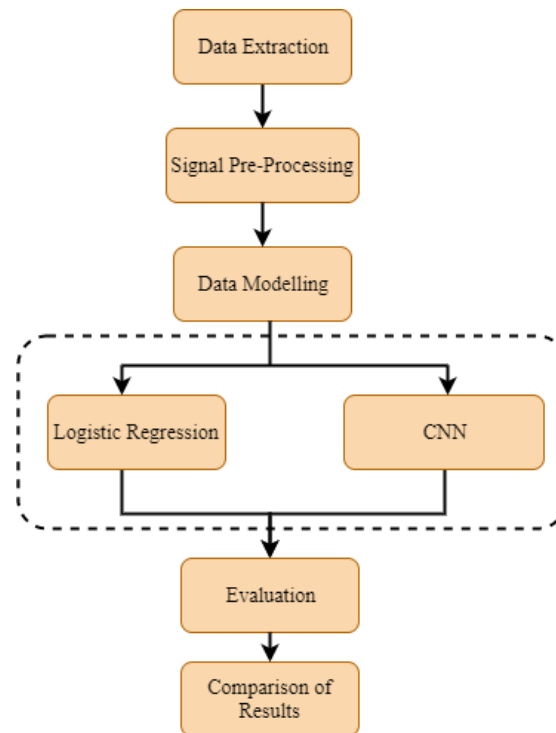 Data Extraction
Signal Pre-Processing
Data Modelling
Logistic Regression
CNN
Evaluation
Comparison of
Results